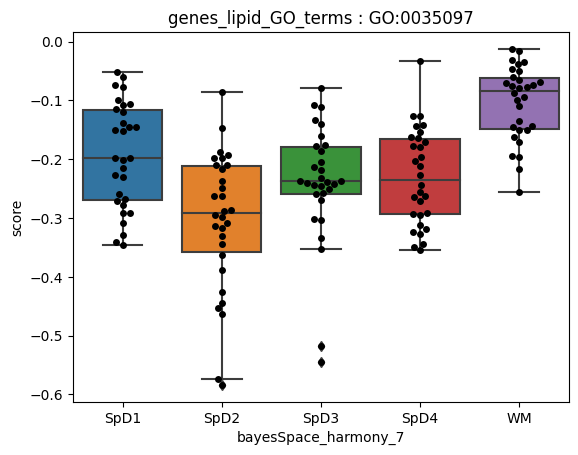 genes_lipid_GO_terms : GO:0035097
0.0
−0.1
−0.2
−0.3
−0.4
−0.5
−0.6
score
SpD1 SpD2 SpD3 SpD4 WM
bayesSpace_harmony_7